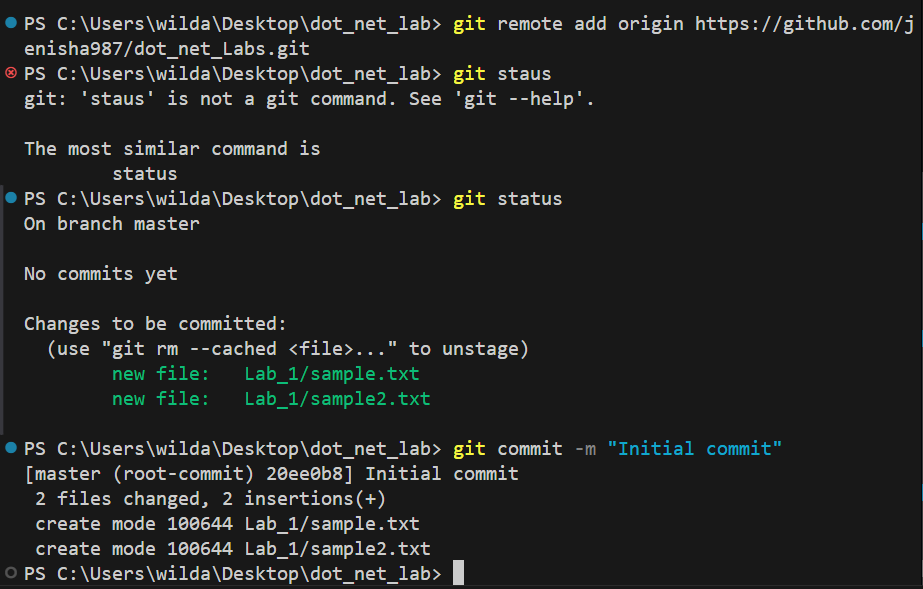 PS C:\Users\wilda\Desktop\dot_net_lab> git remote add origin https://github.com/j
enisha987/dot_net_Labs.git
PS C:\Users\wilda\Desktop\dot_net_lab> git staus
git: 'staus' is not a git command. See 'git --help'.
The most similar command is
status
PS C:\Users\wilda\Desktop\dot_net_lab> git status
On branch master
No commits yet
Changes to be committed:
(use "git rm --cached <file>..." to unstage)
new file:   Lab_1/sample.txt
new file:   Lab_1/sample2.txt
PS C:\Users\wilda\Desktop\dot_net_lab> git commit -m "Initial commit"
[master (root-commit) 20ee0b8] Initial commit
2 files changed, 2 insertions(+)
create mode 100644 Lab_1/sample.txt
create mode 100644 Lab_1/sample2.txt
PS C:\Users\wilda\Desktop\dot_net_lab>